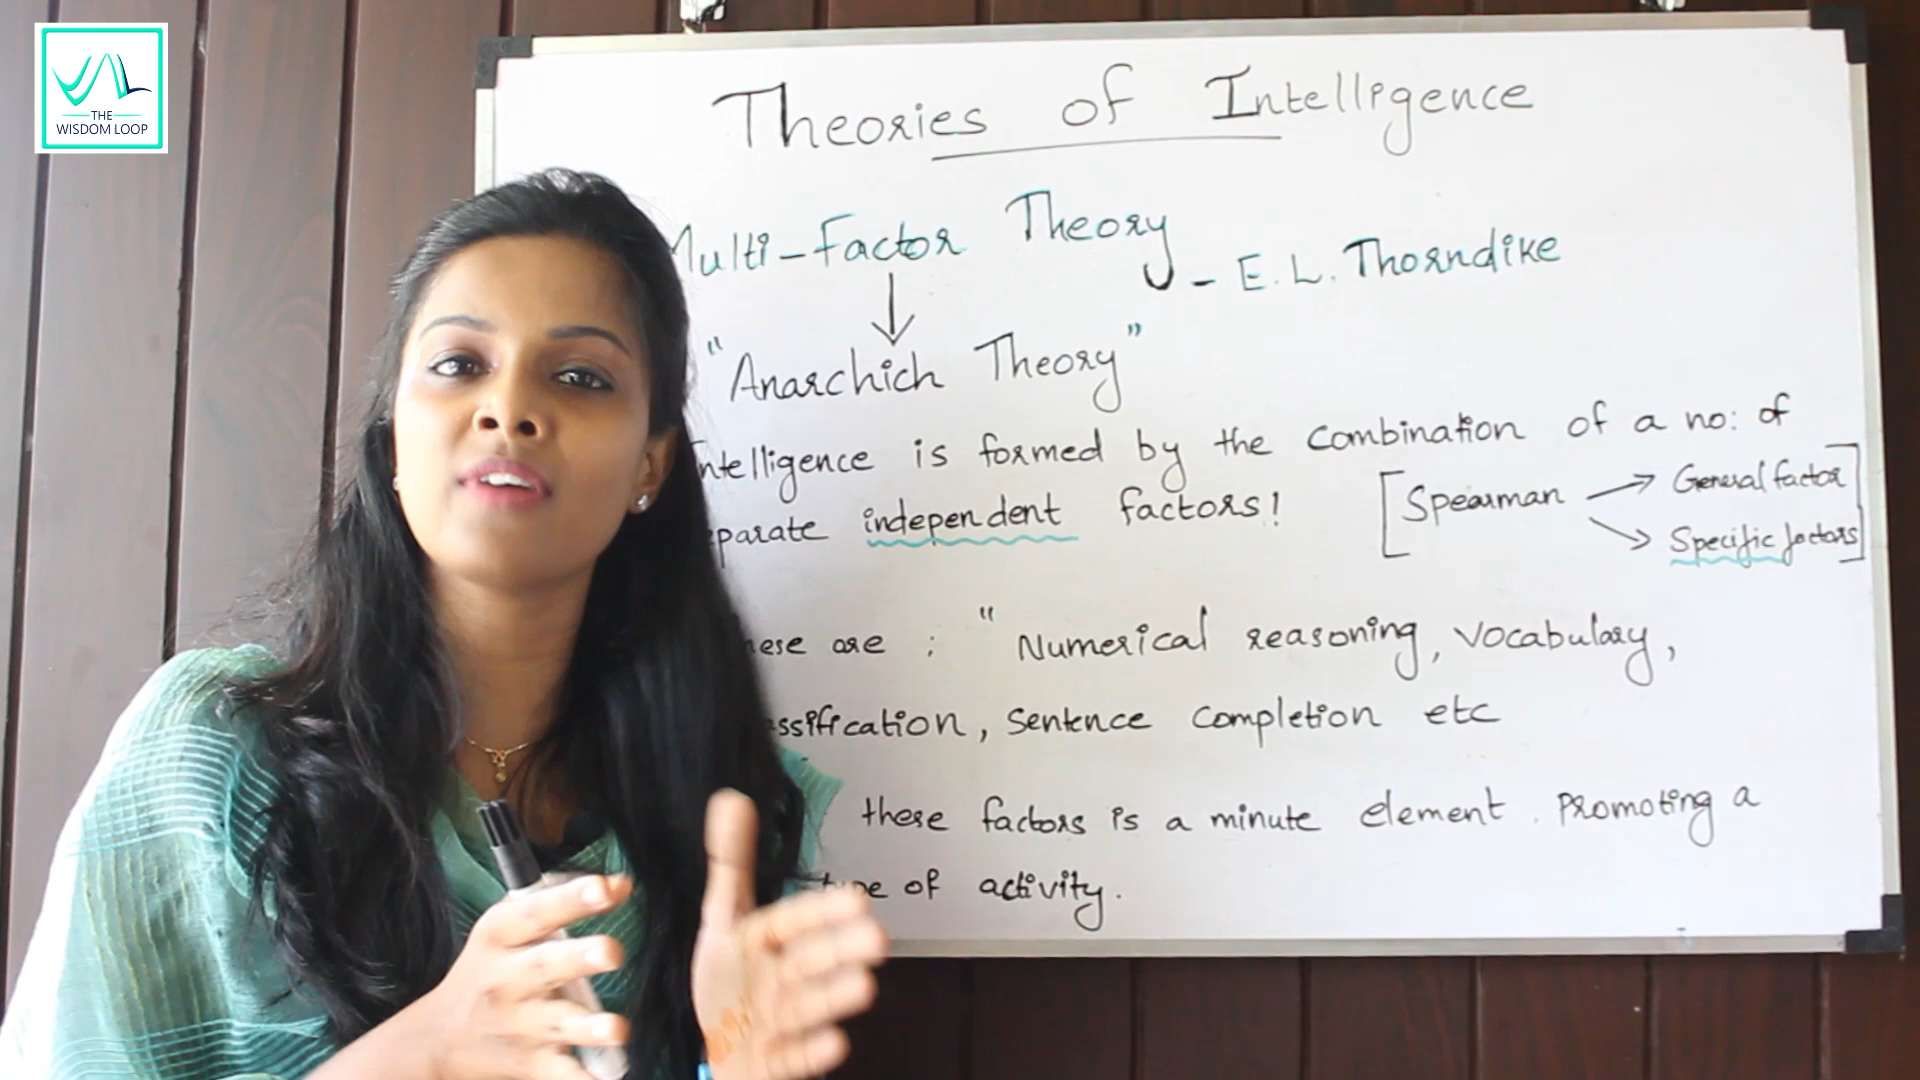 THE
WISDOM LOOP
Theories of Intelligence
Multi-Factor Theory
- E. L. Thorndike
"Anarchich Theory"
ntelligence is formed by the combination of a no: of
parate independent factors!
[Spearman → General factor
→ Specific factors]
hese are : " Numerical reasoning, vocabulary,
ssification, Sentence completion etc
these factors is a minute element. Promoting a
type of activity.